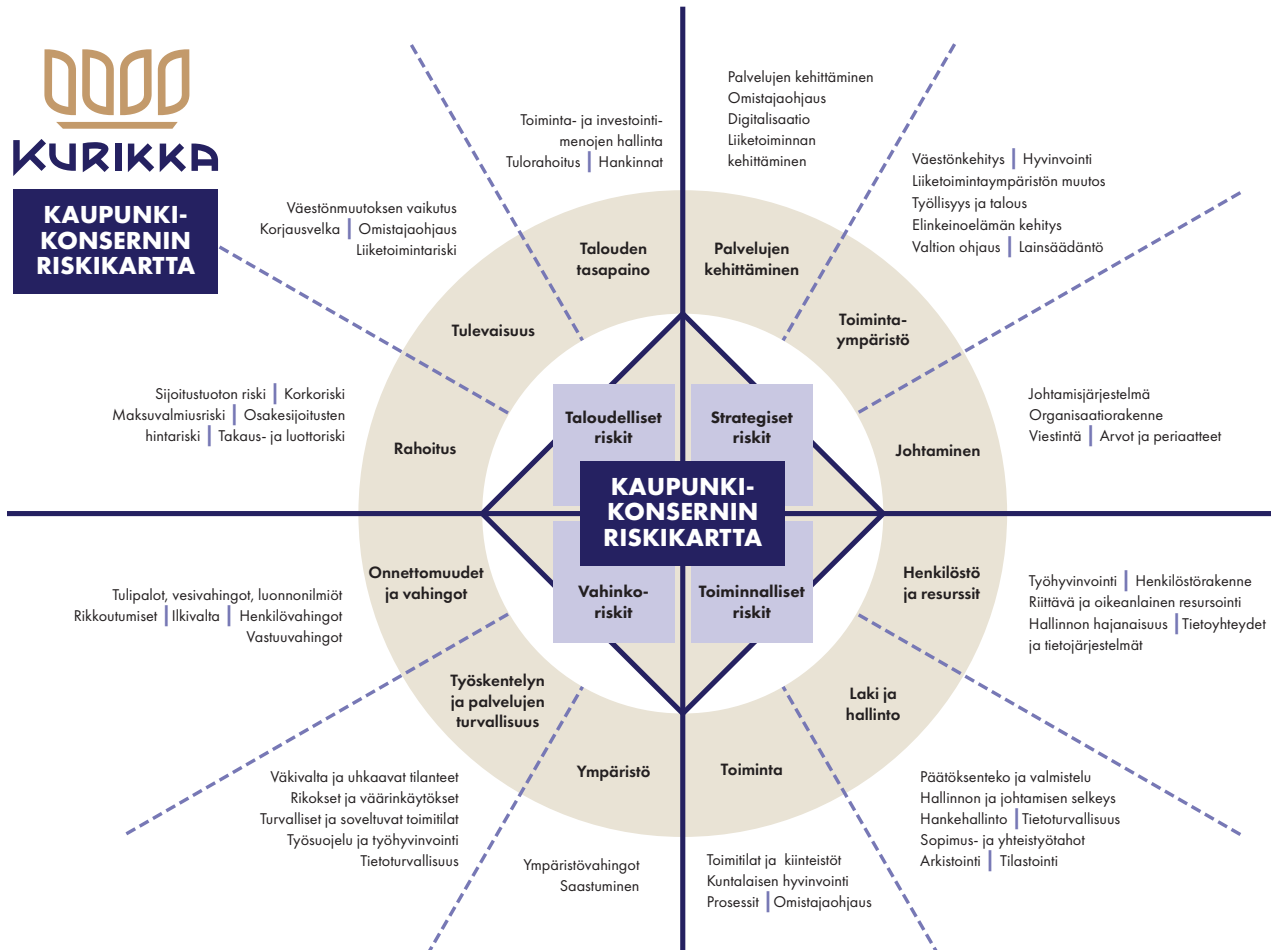 KURIKKA
KAUPUNKI-
KONSERNIN
RISKIKARTTA
Toiminta- ja investointi-
menojen hallinta
Tulorahoitus | Hankinnat
Palvelujen kehittäminen
Omistajaohjaus
Digitalisaatio
Liiketoiminnan
kehittäminen
Väestönmuutoksen vaikutus
Korjausvelka | Omistajaohjaus
Liiketoimintariski
Väestönkehitys | Hyvinvointi
Liiketoimintaympäristön muutos
Työllisyys ja talous
Elinkeinoelämän kehitys
Valtion ohjaus | Lainsäädäntö
Talouden
tasapaino
Palvelujen
kehittäminen
Tulevaisuus
Toiminta-
ympäristö
Sijoitustuoton riski | Korkoriski
Maksuvalmiusriski | Osakesijoitusten
hintariski | Takaus- ja luottoriski
Rahoitus
Taloudelliset
riskit
Strategiset
riskit
Johtaminen
Johtamisjärjestelmä
Organisaatiorakenne
Viestintä | Arvot ja periaatteet
KAUPUNKI-
KONSERNIN
RISKIKARTTA
Tulipalot, vesivahingot, luonnonilmiöt
Rikkoutumiset | Ilkivalta | Henkilövahingot
Vastuuvahingot
Onnettomuudet
ja vahingot
Vahinko-
riskit
Toiminnalliset
riskit
Henkilöstö
ja resurssit
Työhyvinvointi | Henkilöstörakenne
Riittävä ja oikeanlainen resursointi
Hallinnon hajanaisuus | Tietoyhteydet
ja tietojärjestelmät
Työskentelyn
ja palvelujen
turvallisuus
Laki ja
hallinto
Ympäristö
Toiminta
Väkivalta ja uhkaavat tilanteet
Rikokset ja väärinkäytökset
Turvalliset ja soveltuvat toimitilat
Työsuojelu ja työhyvinvointi
Tietoturvallisuus
Ympäristövahingot
Saastuminen
Toimitilat ja kiinteistöt
Kuntalaisen hyvinvointi
Prosessit | Omistajaohjaus
Päätöksenteko ja valmistelu
Hallinnon ja johtamisen selkeys
Hankehallinto | Tietoturvallisuus
Sopimus- ja yhteistyötahot
Arkistointi | Tilastointi